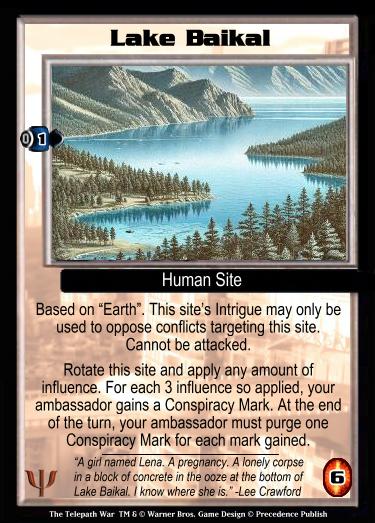 Lake Baikal
0 1
Human Site
Based on “Earth”. This site's Intrigue may only be
used to oppose conflicts targeting this site.
Cannot be attacked.
Rotate this site and apply any amount of
influence. For each 3 influence so applied, your
ambassador gains a Conspiracy Mark. At the end
of the turn, your ambassador must purge one
Conspiracy Mark for each mark gained.
“A girl named Lena. A pregnancy. A lonely corpse
in a block of concrete in the ooze at bottom of
Lake Baikal. I know where she is.” -Lee Crawford
6
The Telepath War TM & © Warner Bros. Game Design © Precedence Publish